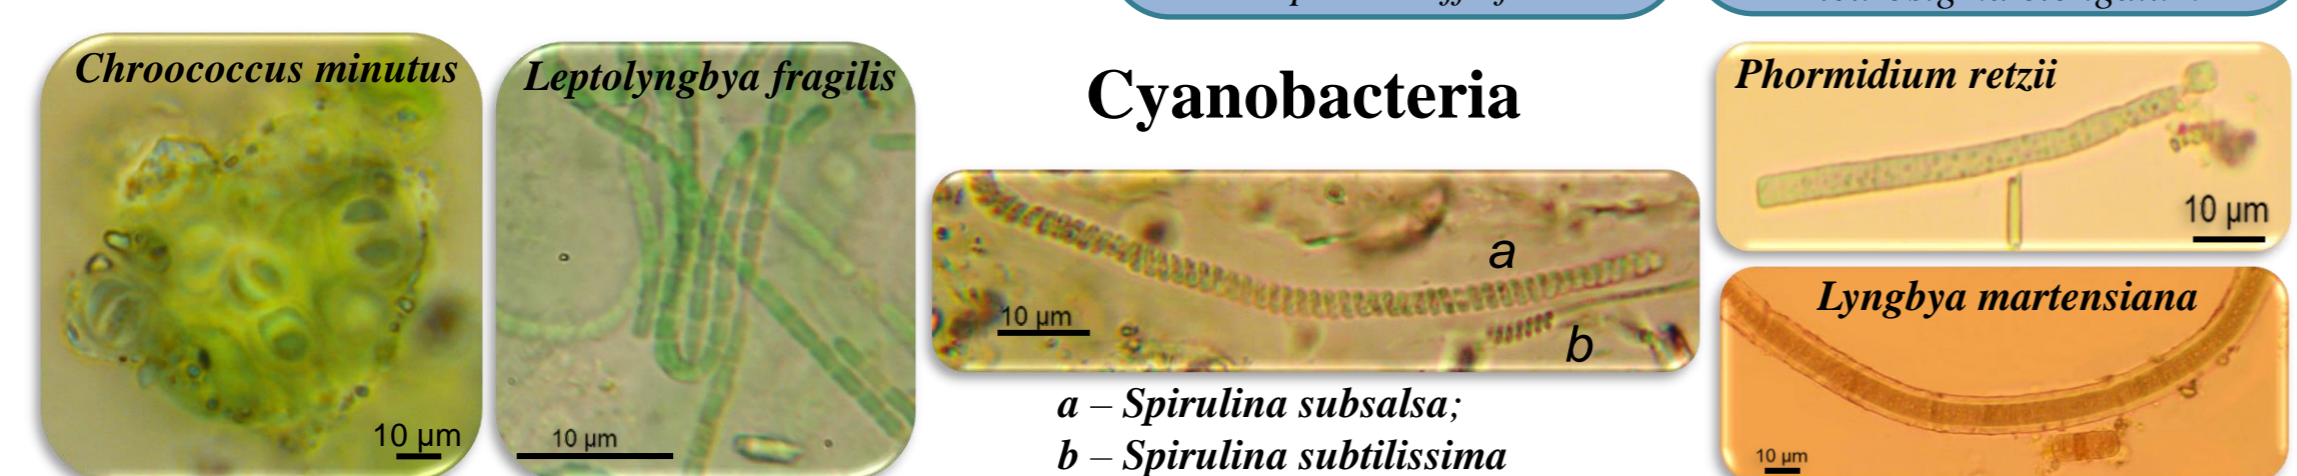 Chroococcus minutus
10 µm
Leptolyngbya fragilis
10 µm
Cyanobacteria
a
10 µm
b
a – Spirulina subsalsa;
b – Spirulina subtilissima
Phormidium retzii
10 µm
Lyngbya martensiana
10 µm